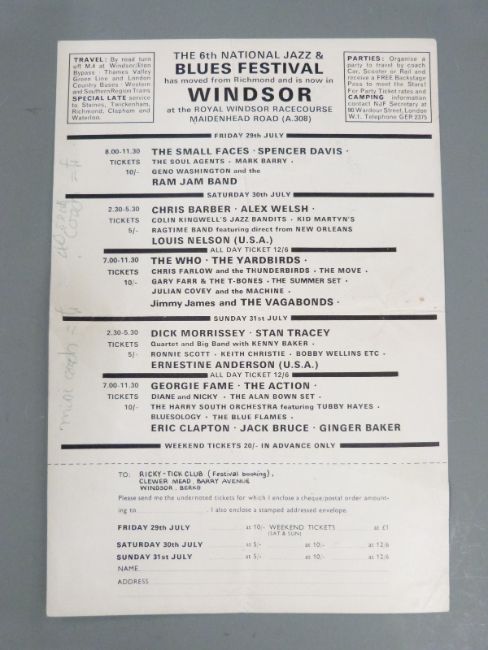 TRAVEL: By road turn
off M.4 at Windsor/Eton
Bypass · Thames Valley
Green Line and London
Country Buses · Western
and Southern Region Trains
SPECIAL LATE service
to Staines, Twickenham,
Richmond, Clapham and
Waterloo.
THE 6th NATIONAL JAZZ &
BLUES FESTIVAL
has moved from Richmond and is now in
WINDSOR
at the ROYAL WINDSOR RACECOURSE
MAIDENHEAD ROAD (A.308)
PARTIES: Organise a
party to travel by coach
Car, Scooter or Rail and
receive a FREE Backstage
Pass to meet the Stars!
For Party Ticket rates and
CAMPING information
contact NJF Secretary at
90 Wardour Street, London
W.1. Telephone GER 2375
FRIDAY 29th JULY
8.00-11.30 THE SMALL FACES · SPENCER DAVIS ·
TICKETS THE SOUL AGENTS · MARK BARRY ·
10/- GENO WASHINGTON and the
RAM JAM BAND
SATURDAY 30th JULY
2.30-5.30 CHRIS BARBER · ALEX WELSH ·
TICKETS COLIN KINGWELL'S JAZZ BANDITS · KID MARTYN'S
5/- RAGTIME BAND featuring direct from NEW ORLEANS
LOUIS NELSON (U.S.A.)
ALL DAY TICKET 12/6
7.00-11.30 THE WHO · THE YARDBIRDS ·
TICKETS CHRIS FARLOW and the THUNDERBIRDS · THE MOVE ·
10/- GARY FARR & THE T-BONES · THE SUMMER SET ·
JULIAN COVEY and the MACHINE ·
Jimmy James and THE VAGABONDS ·
SUNDAY 31st JULY
2.30-5.30 DICK MORRISSEY · STAN TRACEY
TICKETS Quartet and Big Band with KENNY BAKER ·
5/- RONNIE SCOTT · KEITH CHRISTIE · BOBBY WELLINS ETC ·
ERNESTINE ANDERSON (U.S.A.)
ALL DAY TICKET 12/6
7.00-11.30 GEORGIE FAME · THE ACTION ·
TICKETS DIANE and NICKY · THE ALAN BOWN SET ·
10/- THE HARRY SOUTH ORCHESTRA featuring TUBBY HAYES ·
BLUESOLOGY · THE BLUE FLAMES ·
ERIC CLAPTON · JACK BRUCE · GINGER BAKER
WEEKEND TICKETS 20/- IN ADVANCE ONLY
TO: RICKY-TICK CLUB (Festival booking),
CLEWER MEAD, BARRY AVENUE
WINDSOR. BERKS
Please send me the undernoted tickets for which I enclose a cheque/postal order amount-
ing to. I also enclose a stamped addressed envelope.
FRIDAY 29th JULY at 10/- WEEKEND TICKETS at £1
(SAT & SUN)
SATURDAY 30th JULY at 5/- at 10/- at 12/6
SUNDAY 31st JULY at 5/- at 10/- at 12/6
NAME
ADDRESS
mini coach =